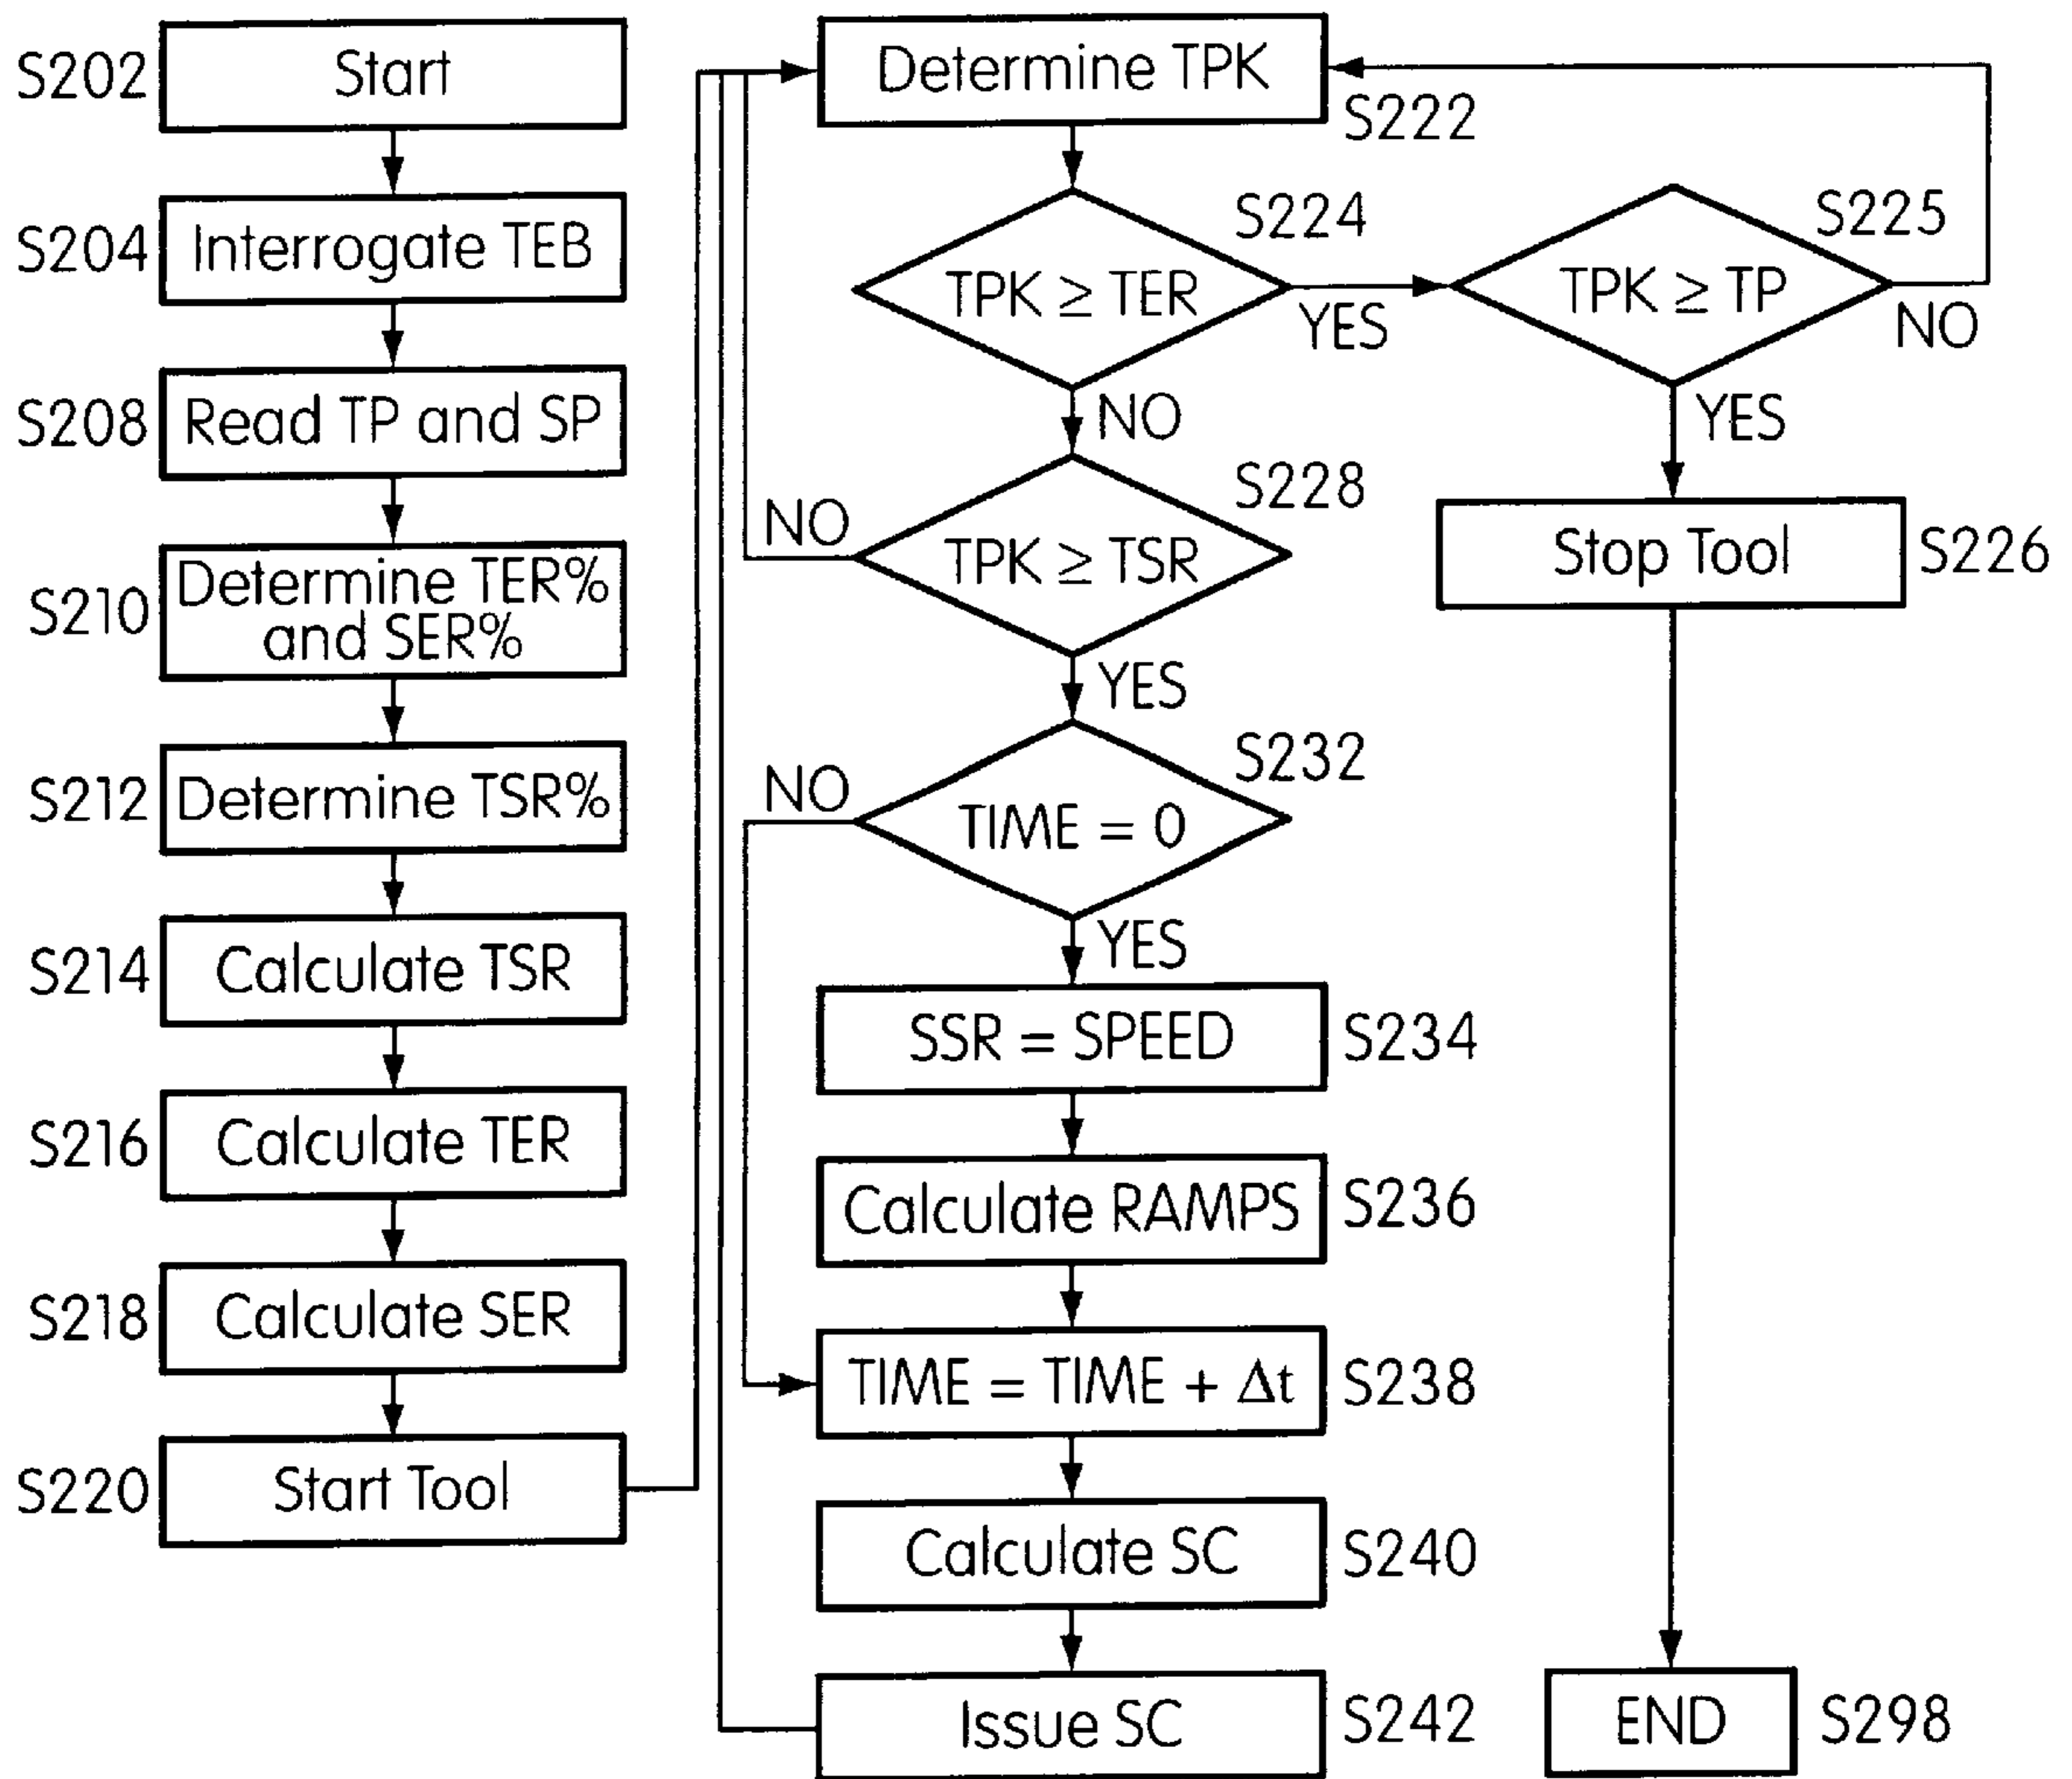 S202
Start
S204
Interrogate TEB
S208
Read TP and SP
S210
Determine TER%
and SER%
S212
Determine TSR%
S214
Calculate TSR
S216
Calculate TER
S218
Calculate SER
S220
Start Tool
Determine TPK
S222
S224
TPK ≥ TER
YES
NO
S225
TPK ≥ TP
NO
YES
Stop Tool
S226
S228
TPK ≥ TSR
NO
YES
S232
TIME = 0
NO
YES
SSR = SPEED
S234
Calculate RAMPS
S236
TIME = TIME + Δt
S238
Calculate SC
S240
Issue SC
S242
END
S298